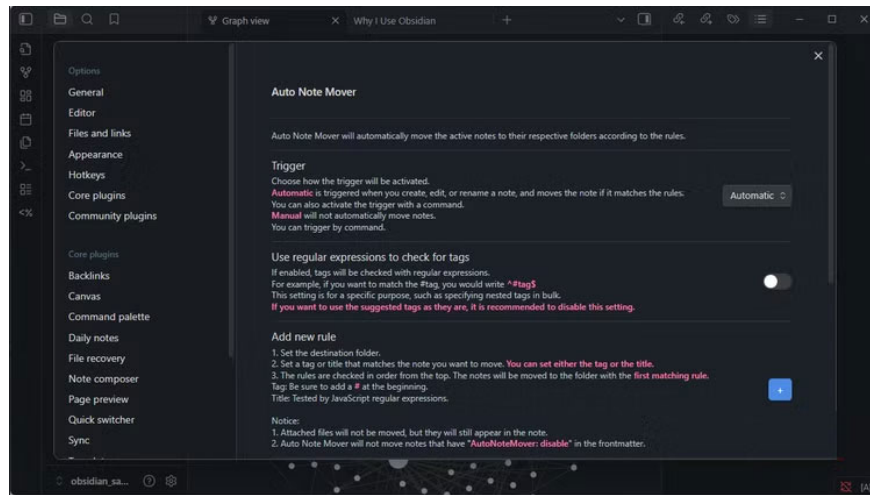 Graph view
Why I Use Obsidian
Options
General
Editor
Files and links
Appearance
Hotkeys
Core plugins
Community plugins
Core plugins
Backlinks
Canvas
Command palette
Daily notes
File recovery
Note composer
Page preview
Quick switcher
Sync
Auto Note Mover
Auto Note Mover will automatically move the active notes to their respective folders according to the rules.
Trigger
Choose how the trigger will be activated.
Automatic is triggered when you create, edit, or rename a note, and moves the note if it matches the rules.
You can also activate the trigger with a command.
Manual will not automatically move notes.
You can trigger by command.
Automatic
Use regular expressions to check for tags
If enabled, tags will be checked with regular expressions.
For example, if you want to match the #tag, you would write ^#tag$
This setting is for a specific purpose, such as specifying nested tags in bulk.
If you want to use the suggested tags as they are, it is recommended to disable this setting.
Add new rule
1. Set the destination folder.
2. Set a tag or title that matches the note you want to move. You can set either the tag or the title.
3. The rules are checked in order from the top. The notes will be moved to the folder with the first matching rule.
Tag: Be sure to add a # at the beginning.
Title: Tested by JavaScript regular expressions.
Notice:
1. Attached files will not be moved, but they will still appear in the note.
2. Auto Note Mover will not move notes that have "AutoNoteMover: disable" in the frontmatter.
obsidian_sa...